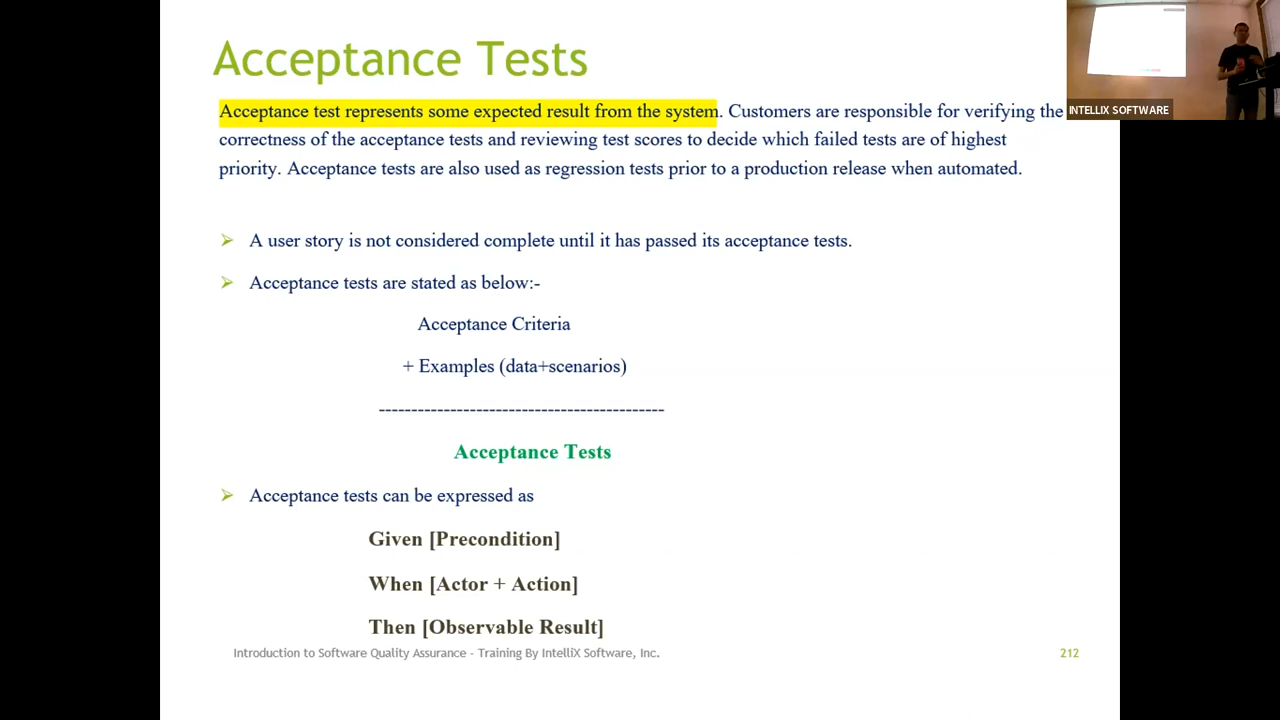 Acceptance Tests
Acceptance test represents some expected result from the system. Customers are responsible for verifying the
correctness of the acceptance tests and reviewing test scores to decide which failed tests are of highest
priority. Acceptance tests are also used as regression tests prior to a production release when automated.
INTELLIX SOFTWARE
A user story is not considered complete until it has passed its acceptance tests.
Acceptance tests are stated as below:-
Acceptance Criteria
+ Examples (data+scenarios)
--------------------------------------------
Acceptance Tests
Acceptance tests can be expressed as
Given [Precondition]
When [Actor + Action]
Then [Observable Result]
Introduction to Software Quality Assurance - Training By IntelliX Software, Inc.
212